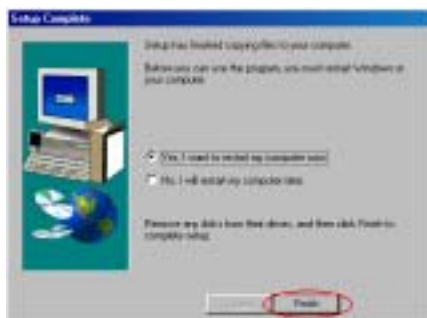 Setup Complete
Setup has finished copying files to your computer.
Before you can use the program, you must restart Windows or
your computer.
Yes, I want to restart my computer now.
No, I will restart my computer later.
Remove any disks from their drives, and then click Finish to
complete setup.
Finish